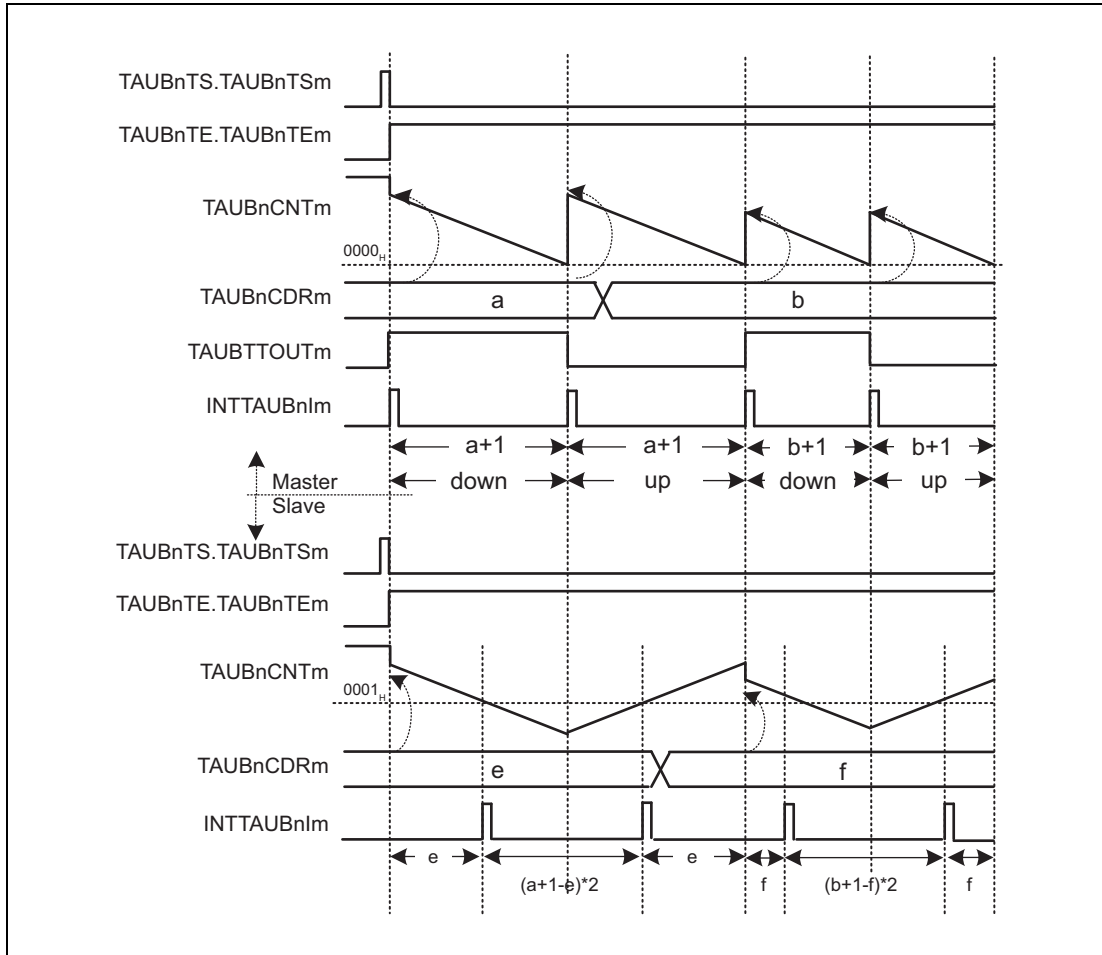 TAUBnTS.TAUBnTSm
TAUBnTE.TAUBnTEm
TAUBnCNTm
0000H
TAUBnCDRm
a
b
TAUBTTOUTm
INTTAUBnIm
a+1 a+1 b+1 b+1
down up down up
Master
Slave
TAUBnTS.TAUBnTSm
TAUBnTE.TAUBnTEm
TAUBnCNTm
0001H
TAUBnCDRm
e
f
INTTAUBnIm
e e
(a+1-e)*2 f (b+1-f)*2 f